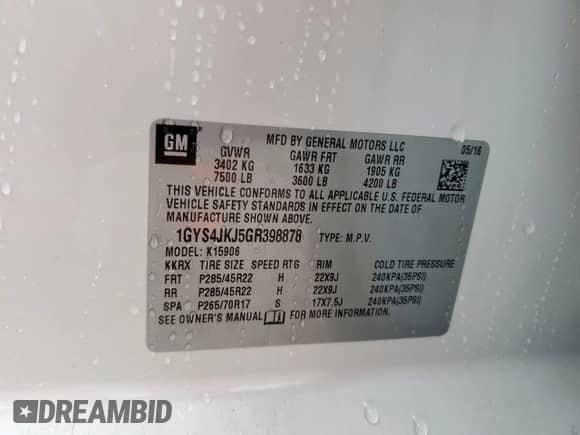 GM
MFD BY GENERAL MOTORS LLC
05/16
GVWR GAWR FRT GAWR RR
3402 KG 1633 KG 1905 KG
7500 LB 3600 LB 4200 LB
THIS VEHICLE CONFORMS TO ALL APPLICABLE U.S. FEDERAL MOTOR
VEHICLE SAFETY STANDARDS IN EFFECT ON THE DATE OF
MANUFACTURE SHOWN ABOVE.
1GYS4JKJ5GR398878 TYPE: M.P.V.
MODEL: K15906
KKRX TIRE SIZE SPEED RTG RIM COLD TIRE PRESSURE
FRT P285/45R22 H 22X9J 240KPA(35PSI)
RR P285/45R22 H 22X9J 240KPA(35PSI)
SPA P265/70R17 S 17X7.5J 240KPA(35PSI)
SEE OWNER'S MANUAL FOR MORE INFORMATION.
DREAMBID